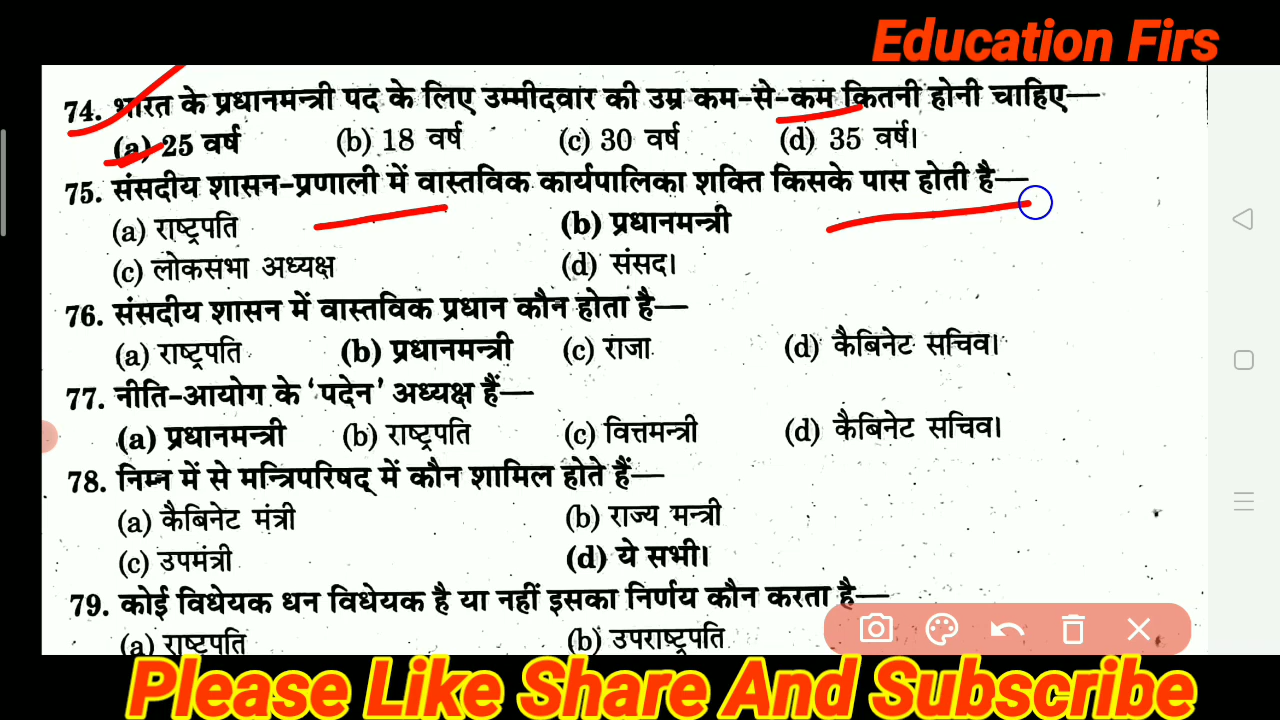 Education Firs
74. भारत के प्रधानमन्त्री पद के लिए उम्मीदवार की उम्र कम-से-कम कितनी होनी चाहिए—
(a) 25 वर्ष (b) 18 वर्ष (c) 30 वर्ष (d) 35 वर्ष।
75. संसदीय शासन-प्रणाली में वास्तविक कार्यपालिका शक्ति किसके पास होती है—
(a) राष्ट्रपति (b) प्रधानमन्त्री
(c) लोकसभा अध्यक्ष (d) संसद।
76. संसदीय शासन में वास्तविक प्रधान कौन होता है—
(a) राष्ट्रपति (b) प्रधानमन्त्री (c) राजा (d) कैबिनेट सचिव।
77. नीति-आयोग के ‘पदेन’ अध्यक्ष हैं—
(a) प्रधानमन्त्री (b) राष्ट्रपति (c) वित्तमन्त्री (d) कैबिनेट सचिव।
78. निम्न में से मन्त्रिपरिषद् में कौन शामिल होते हैं—
(a) कैबिनेट मंत्री (b) राज्य मन्त्री
(c) उपमंत्री (d) ये सभी।
79. कोई विधेयक धन विधेयक है या नहीं इसका निर्णय कौन करता है—
(a) राष्ट्रपति (b) उपराष्ट्रपति
Please Like Share And Subscribe